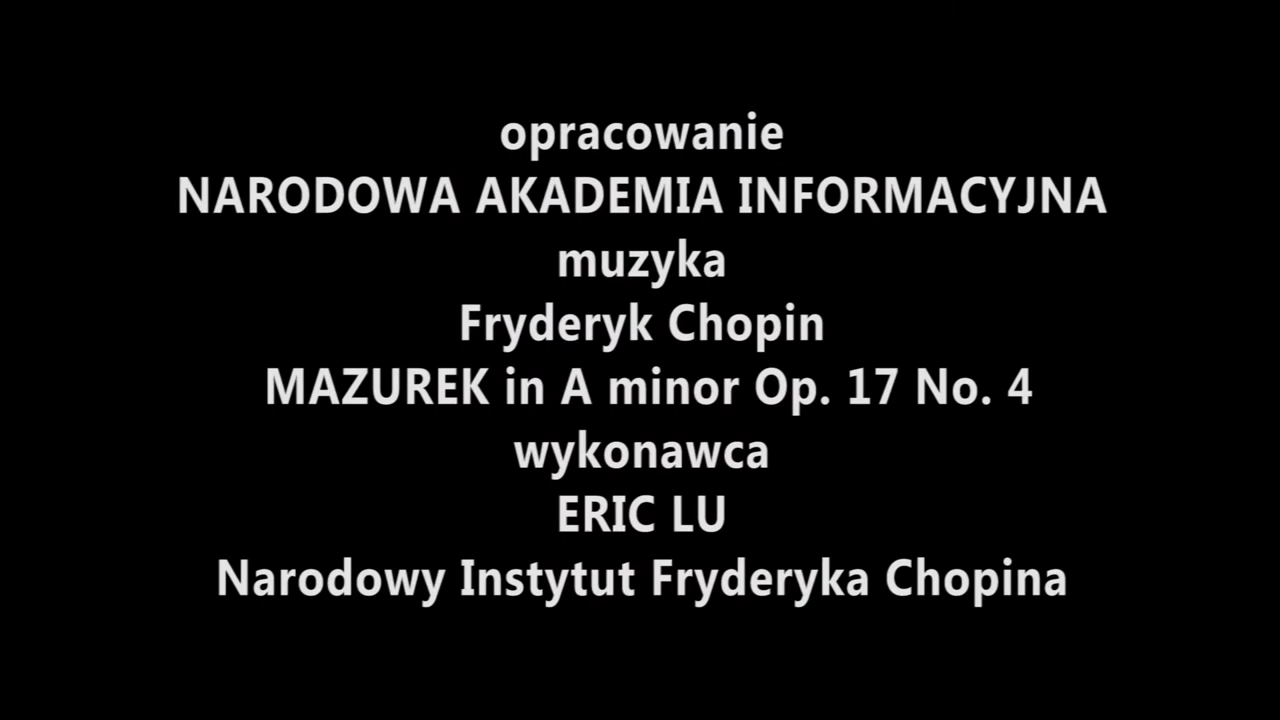 opracowanie
NARODOWA AKADEMIA INFORMACYJNA
muzyka
Fryderyk Chopin
MAZUREK in A minor Op. 17 No. 4
wykonawca
ERIC LU
Narodowy Instytut Fryderyka Chopina